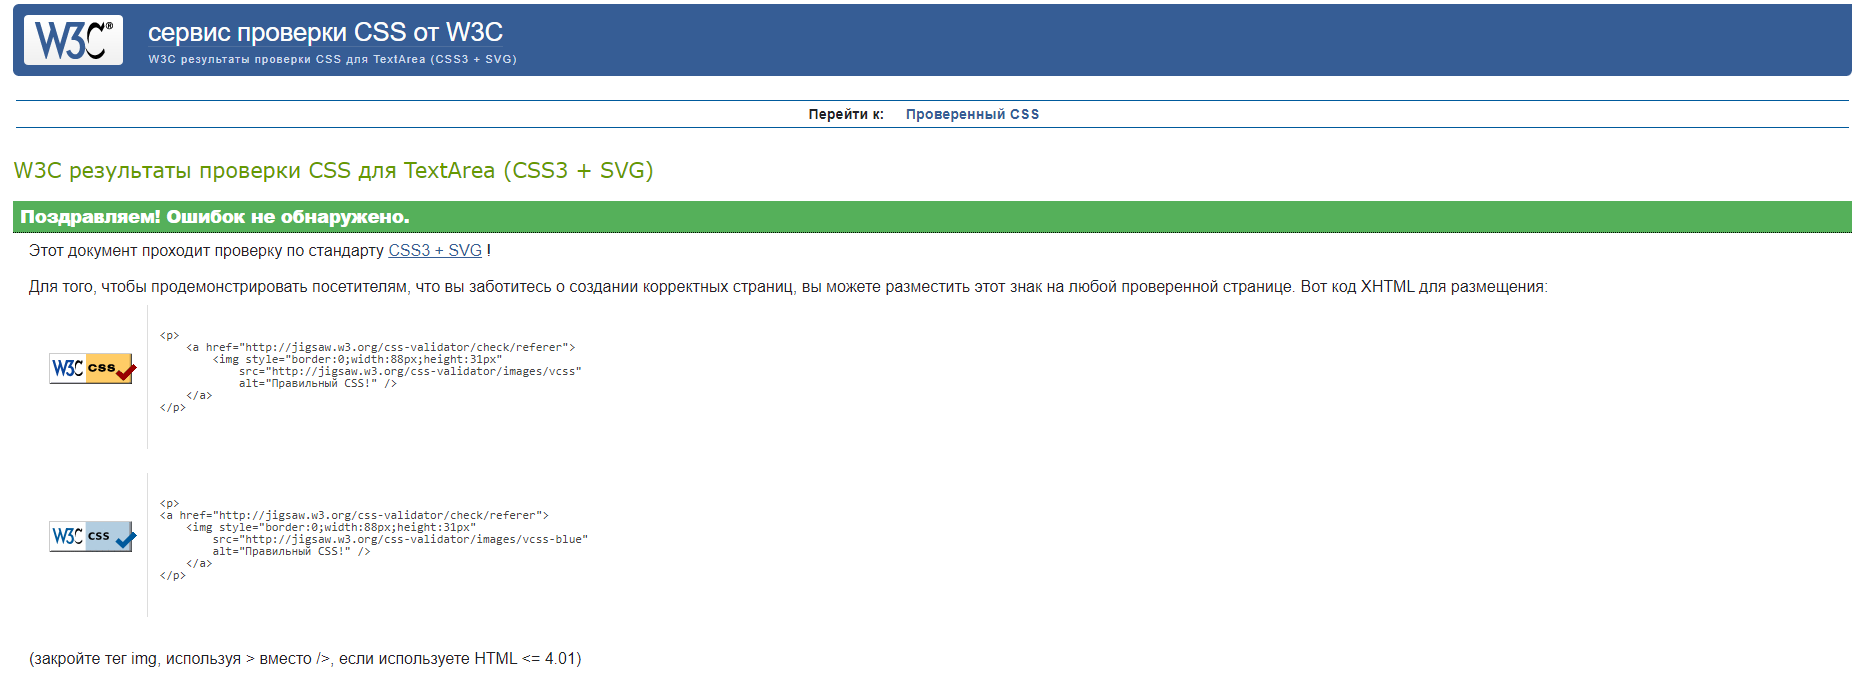 W3C®
сервис проверки CSS от W3C
W3C результаты проверки CSS для TextArea (CSS3 + SVG)
Перейти к: Проверенный CSS
W3C результаты проверки CSS для TextArea (CSS3 + SVG)
Поздравляем! Ошибок не обнаружено.
Этот документ проходит проверку по стандарту CSS3 + SVG !
Для того, чтобы продемонстрировать посетителям, что вы заботитесь о создании корректных страниц, вы можете разместить этот знак на любой проверенной странице. Вот код XHTML для размещения:
W3C css
<p>
    <a href="http://jigsaw.w3.org/css-validator/check/referer">
        <img style="border:0;width:88px;height:31px"
            src="http://jigsaw.w3.org/css-validator/images/vcss"
            alt="Правильный CSS!" />
    </a>
</p>
W3C css
<p>
<a href="http://jigsaw.w3.org/css-validator/check/referer">
    <img style="border:0;width:88px;height:31px"
        src="http://jigsaw.w3.org/css-validator/images/vcss-blue"
        alt="Правильный CSS!" />
    </a>
</p>
(закройте тег img, используя > вместо />, если используете HTML <= 4.01)